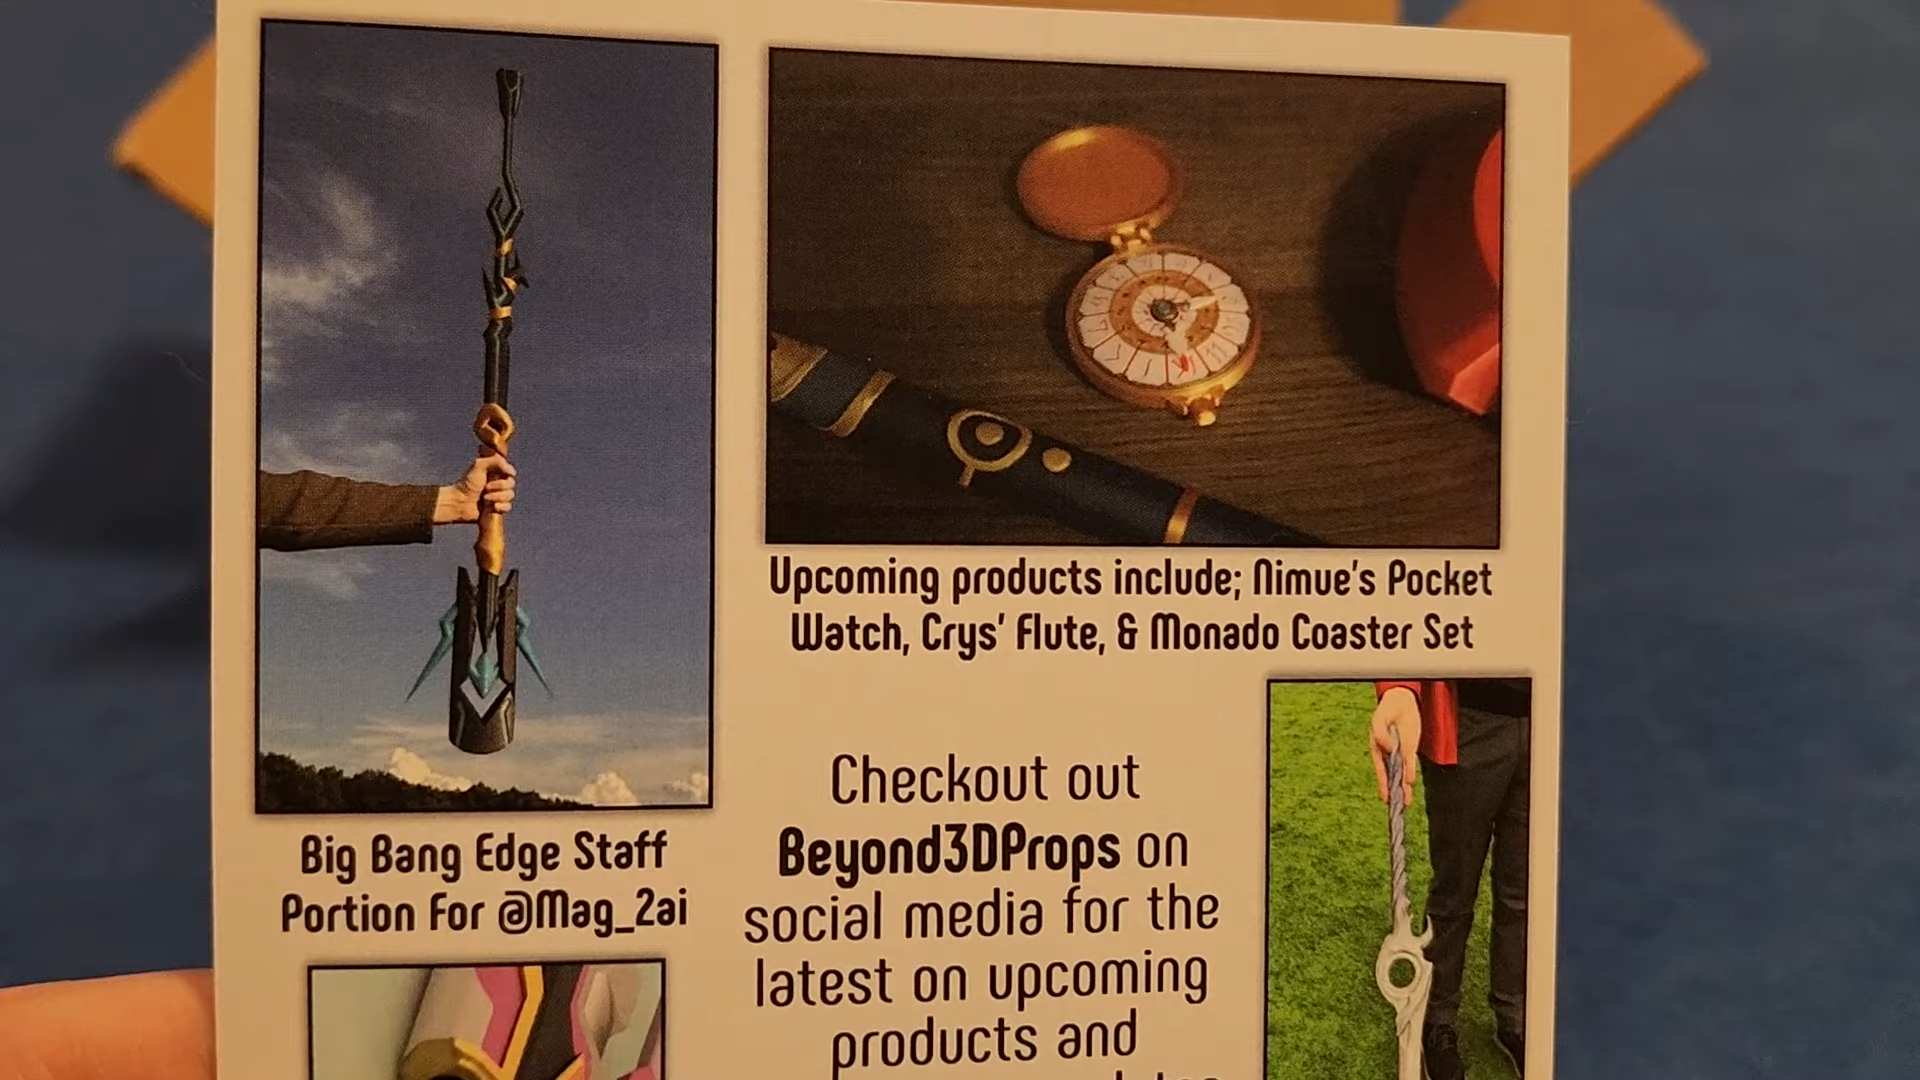 Upcoming products include; Nimue's Pocket
Watch, Crys' Flute, & Monado Coaster Set
Big Bang Edge Staff
Portion For @Mag_2ai
Checkout out
Beyond3DProps on
social media for the
latest on upcoming
products and